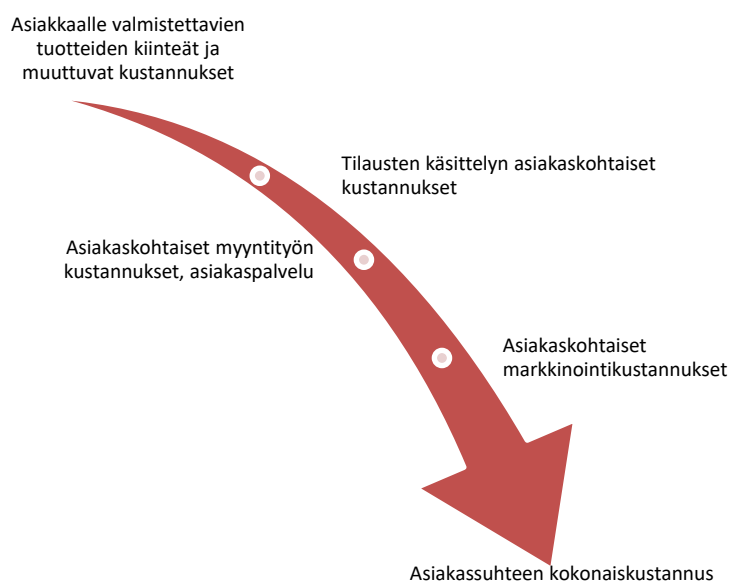 Asiakkaalle valmistettavien
tuotteiden kiinteät ja
muuttuvat kustannukset
Tilausten käsittelyn asiakaskohtaiset
kustannukset
Asiakaskohtaiset myyntityön
kustannukset, asiakaspalvelu
Asiakaskohtaiset
markkinointikustannukset
Asiakassuhteen kokonaiskustannus